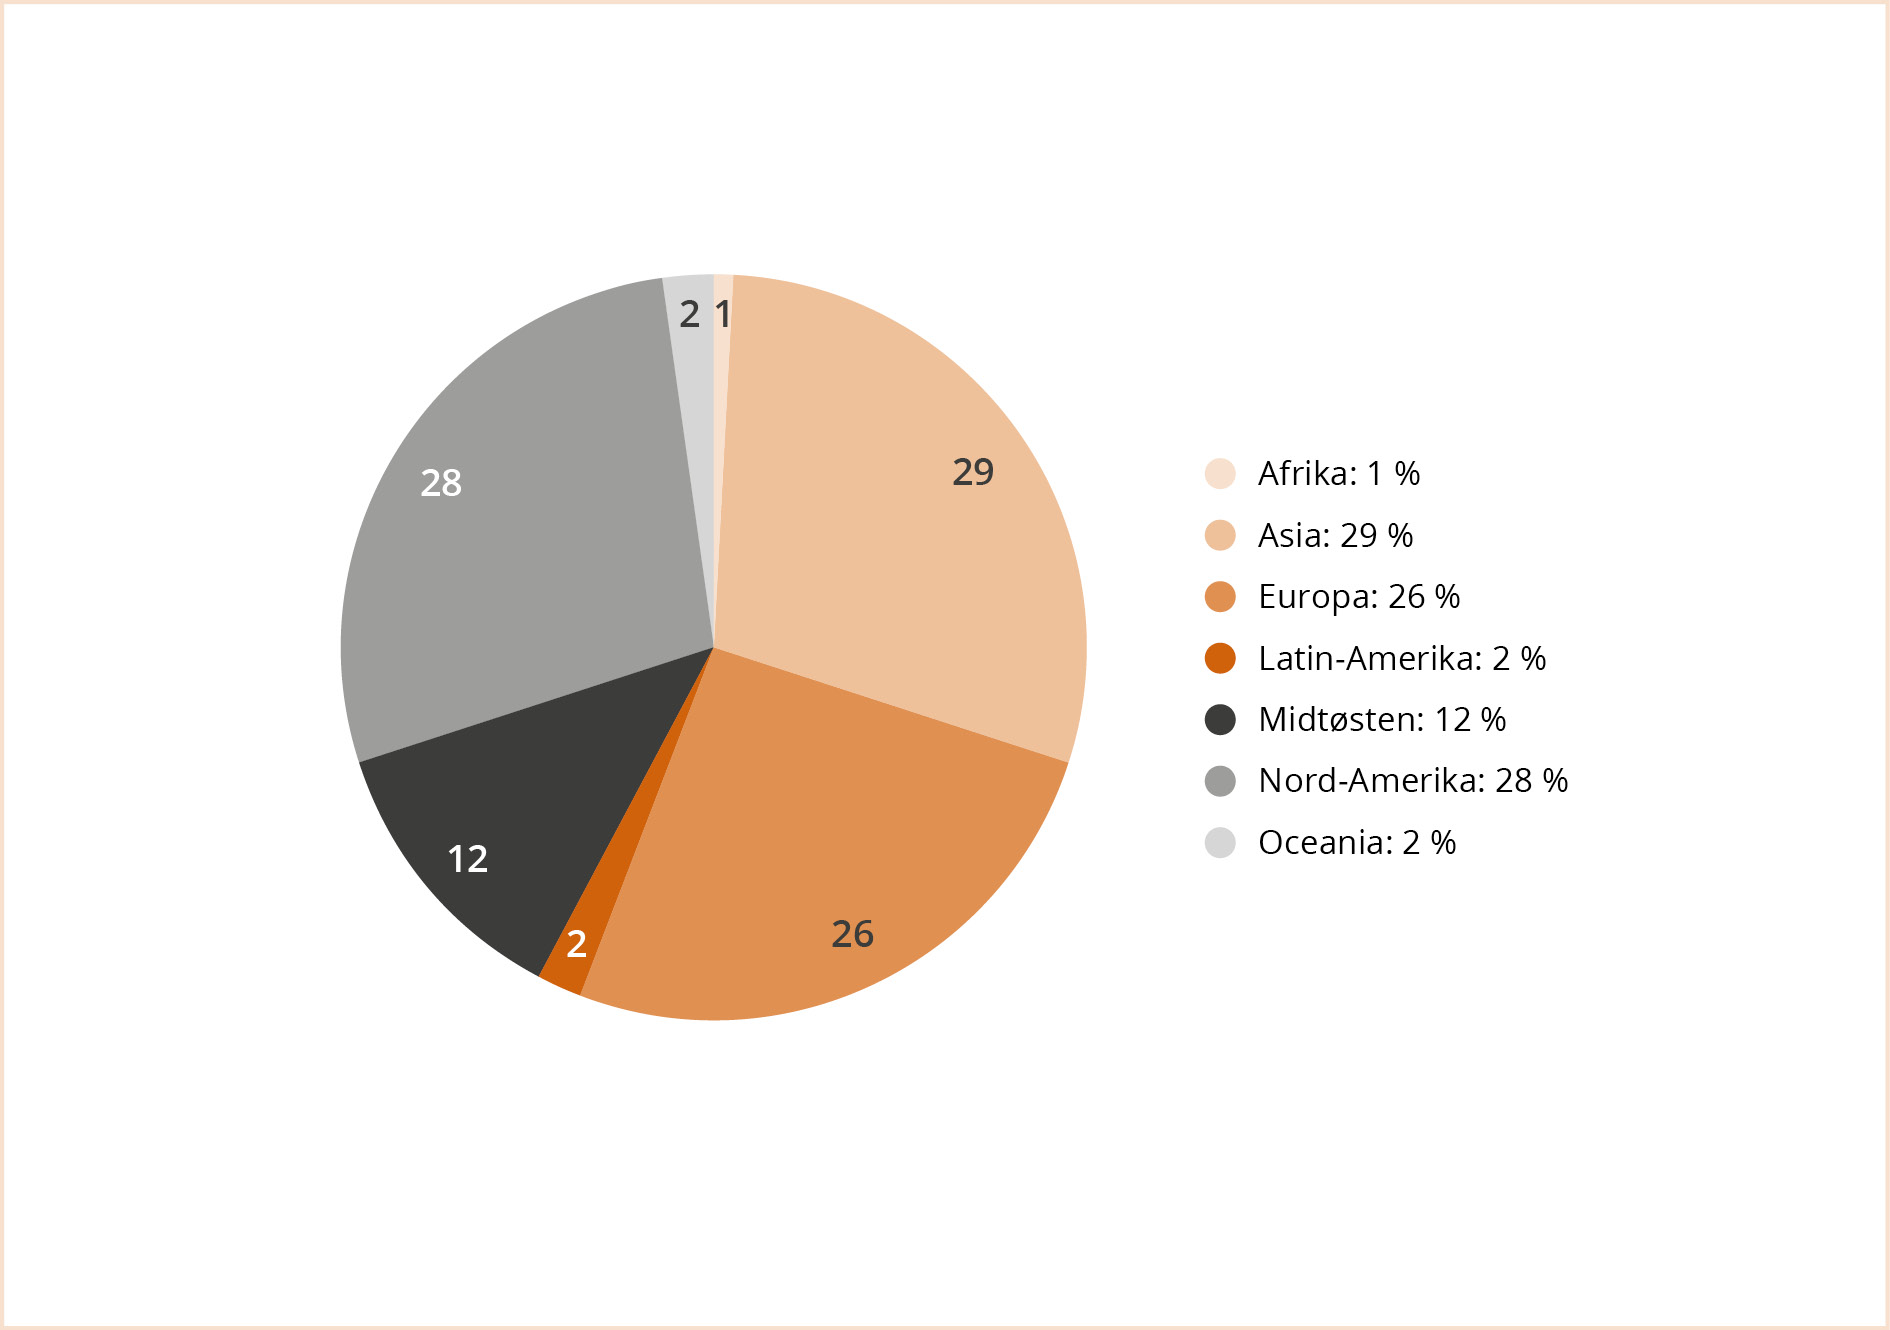 2 1
29
28
12
2
26
Afrika: 1 %
Asia: 29 %
Europa: 26 %
Latin-Amerika: 2 %
Midtøsten: 12 %
Nord-Amerika: 28 %
Oceania: 2 %